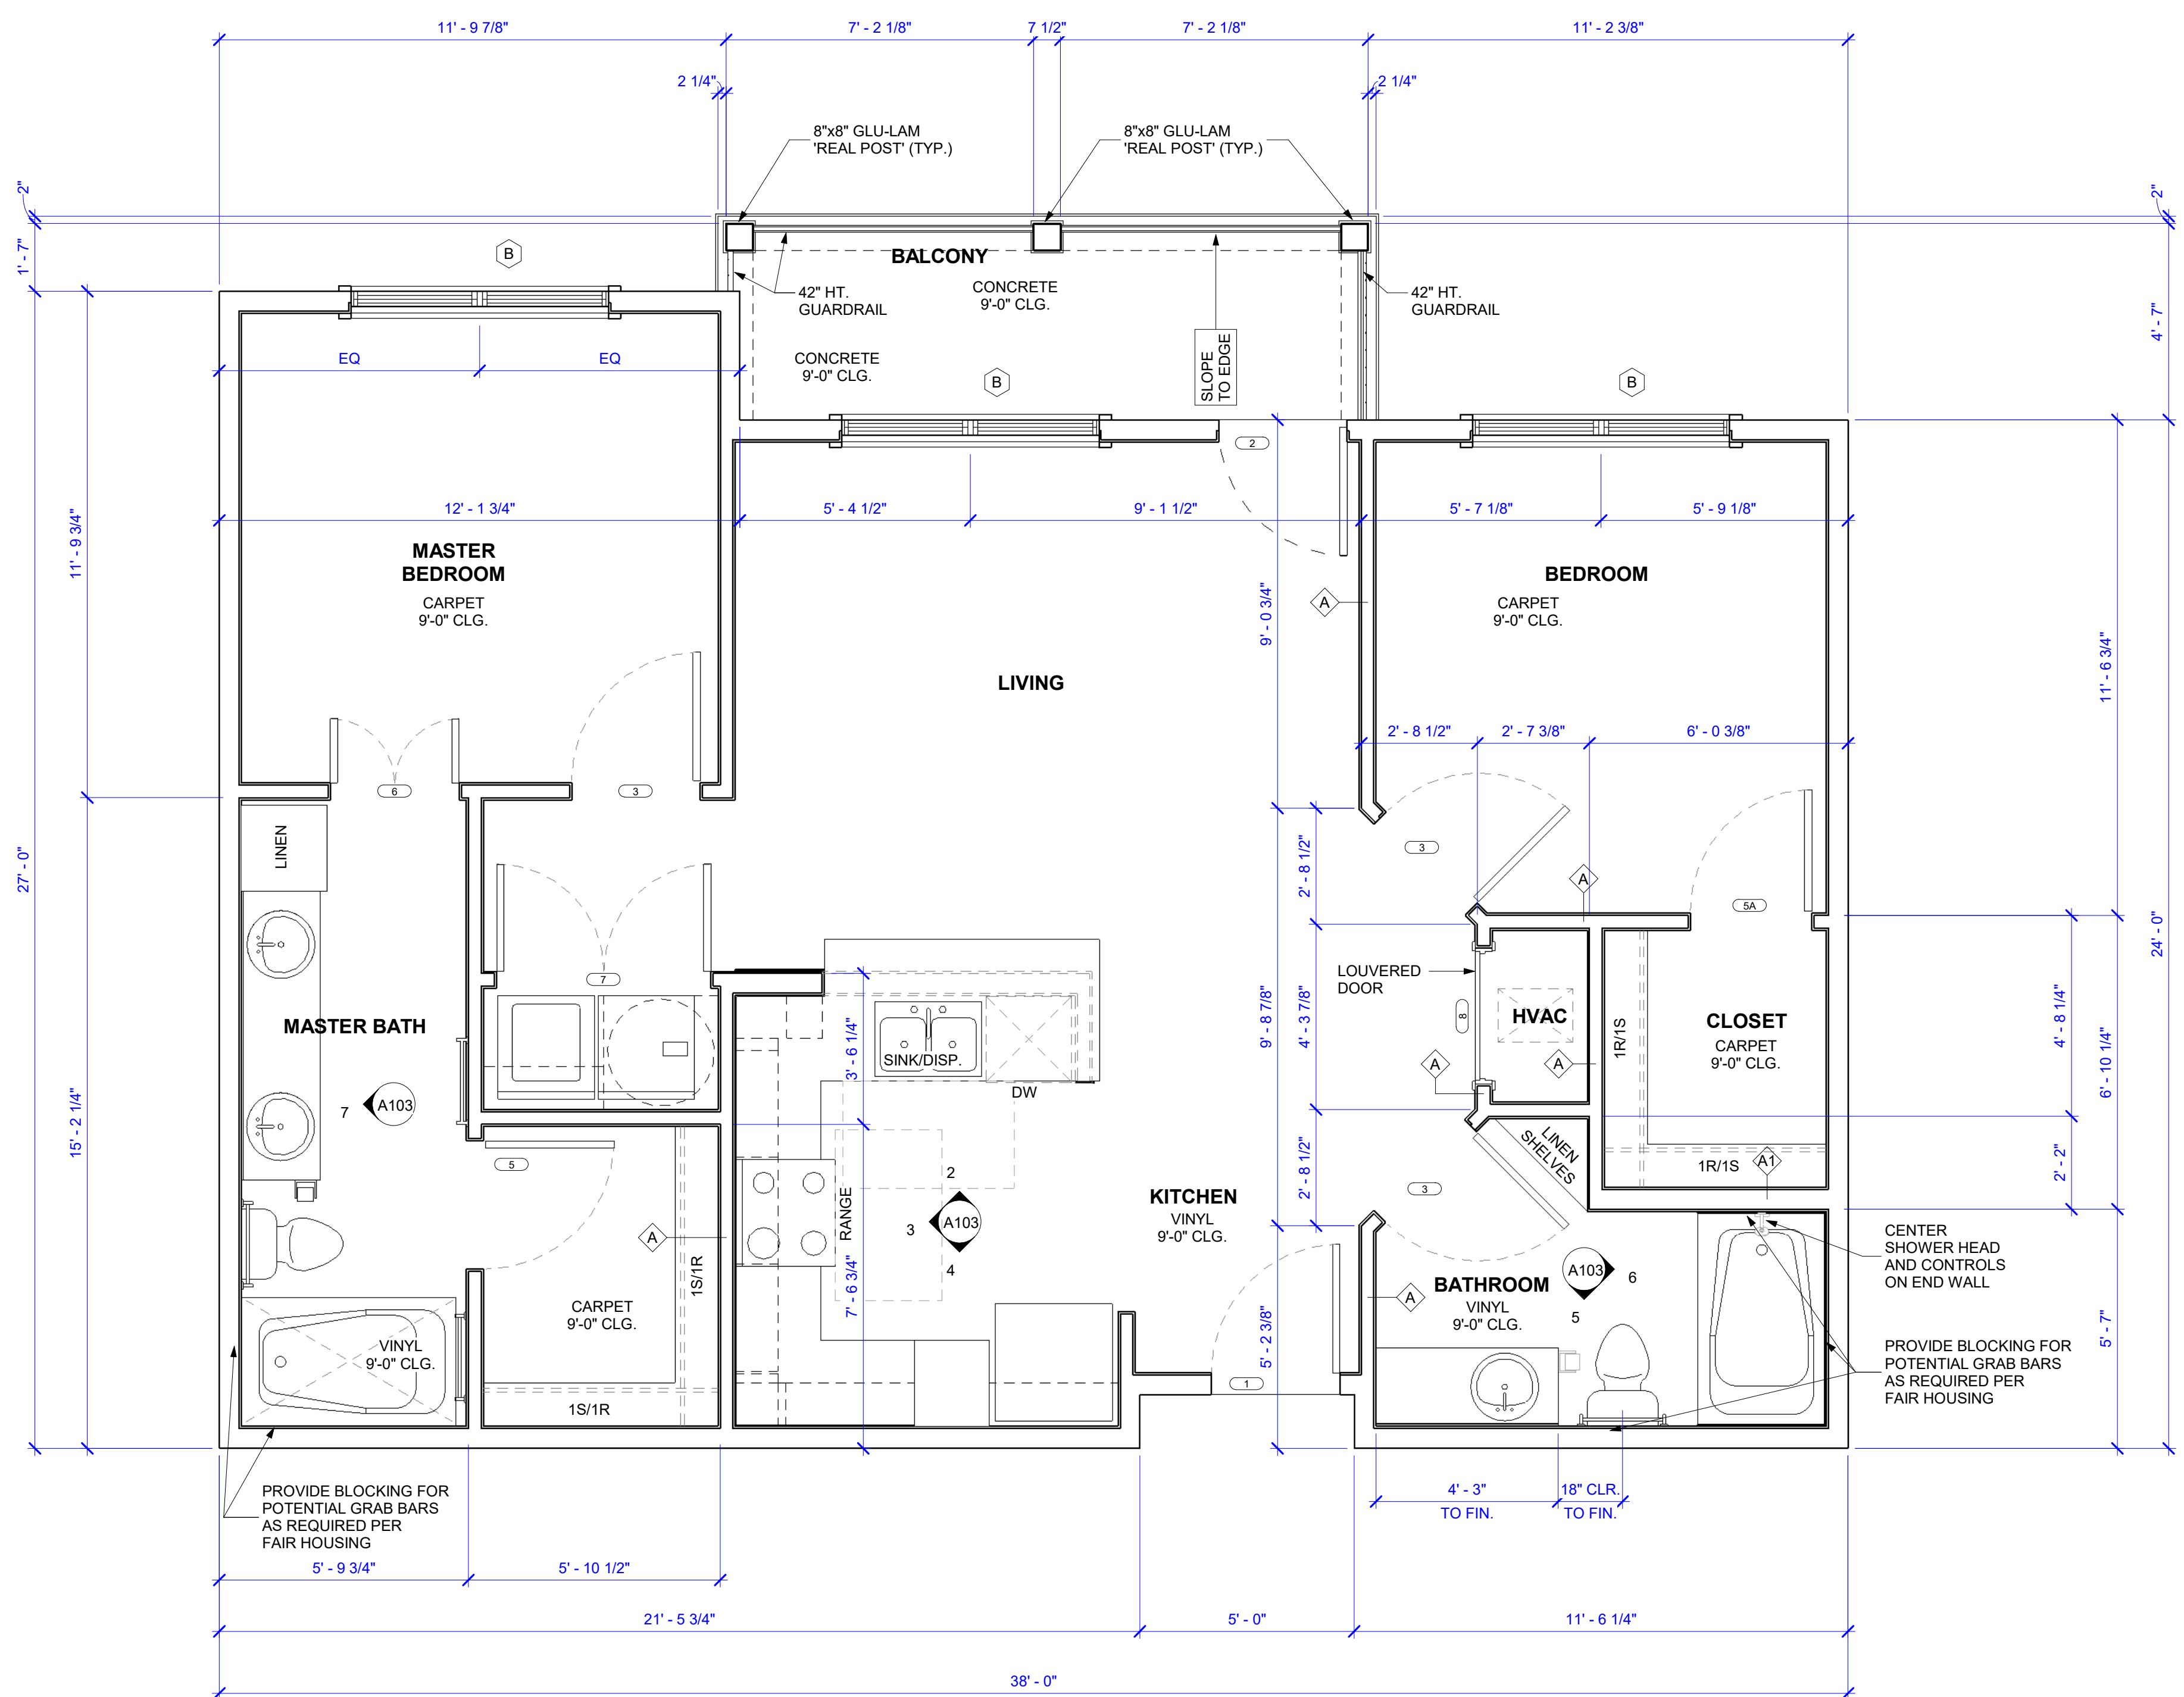 11' - 9 7/8"
7' - 2 1/8"
7 1/2"
7' - 2 1/8"
11' - 2 3/8"
2 1/4"
2 1/4"
8"x8" GLU-LAM
'REAL POST' (TYP.)
8"x8" GLU-LAM
'REAL POST' (TYP.)
2"
2"
1' - 7"
4' - 7"
B
BALCONY
CONCRETE
9'-0" CLG.
42" HT.
GUARDRAIL
42" HT.
GUARDRAIL
CONCRETE
9'-0" CLG.
SLOPE
TO EDGE
EQ
EQ
B
B
2
12' - 1 3/4"
5' - 4 1/2"
9' - 1 1/2"
5' - 7 1/8"
5' - 9 1/8"
11' - 9 3/4"
MASTER
BEDROOM
CARPET
9'-0" CLG.
BEDROOM
CARPET
9'-0" CLG.
A
9' - 0 3/4"
11' - 6 3/4"
LIVING
2' - 8 1/2"
2' - 7 3/8"
6' - 0 3/8"
6
3
LINEN
27' - 0"
2' - 8 1/2"
3
A
5A
24' - 0"
7
LOUVERED
DOOR
8
HVAC
1R/1S
CLOSET
CARPET
9'-0" CLG.
MASTER BATH
3' - 6 1/4"
SINK/DISP.
DW
9' - 8 7/8"
4' - 3 7/8"
A
A
4' - 8 1/4"
6' - 10 1/4"
7
A103
15' - 2 1/4"
5
LINEN
SHELVES
1R/1S
A1
2' - 2"
2' - 8 1/2"
3
2
3
A103
4
RANGE
KITCHEN
VINYL
9'-0" CLG.
A
1S/1R
7' - 6 3/4"
CENTER
SHOWER HEAD
AND CONTROLS
ON END WALL
BATHROOM
VINYL
9'-0" CLG.
A
A103
6
5
CARPET
9'-0" CLG.
VINYL
9'-0" CLG.
5' - 2 3/8"
1
5' - 7"
PROVIDE BLOCKING FOR
POTENTIAL GRAB BARS
AS REQUIRED PER
FAIR HOUSING
1S/1R
PROVIDE BLOCKING FOR
POTENTIAL GRAB BARS
AS REQUIRED PER
FAIR HOUSING
4' - 3"
TO FIN.
18" CLR.
TO FIN.
5' - 9 3/4"
5' - 10 1/2"
21' - 5 3/4"
5' - 0"
11' - 6 1/4"
38' - 0"